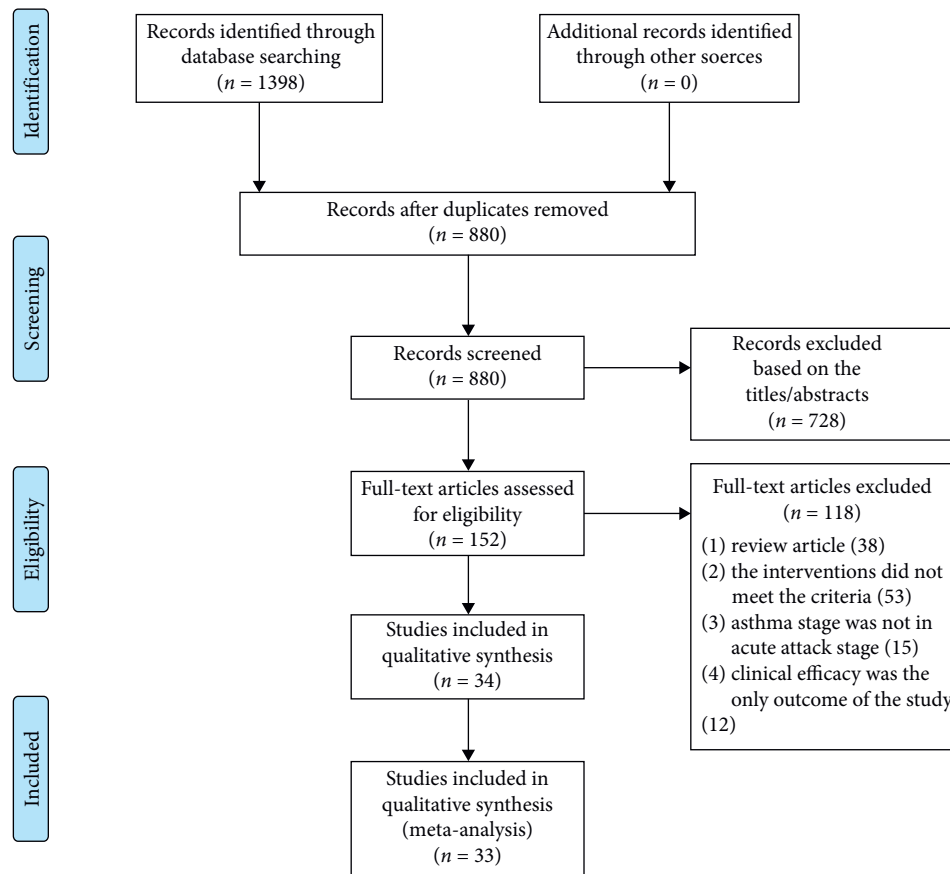 Identification
Records identified through
database searching
(n = 1398)
Additional records identified
through other soerces
(n = 0)
Records after duplicates removed
(n = 880)
Screening
Records screened
(n = 880)
Records excluded
based on the
titles/abstracts
(n = 728)
Eligibility
Full-text articles assessed
for eligibility
(n = 152)
Full-text articles excluded
(n = 118)
(1) review article (38)
(2) the interventions did not
meet the criteria (53)
(3) asthma stage was not in
acute attack stage (15)
(4) clinical efficacy was the
only outcome of the study
(12)
Studies included in
qualitative synthesis
(n = 34)
Included
Studies included in
qualitative synthesis
(meta-analysis)
(n = 33)